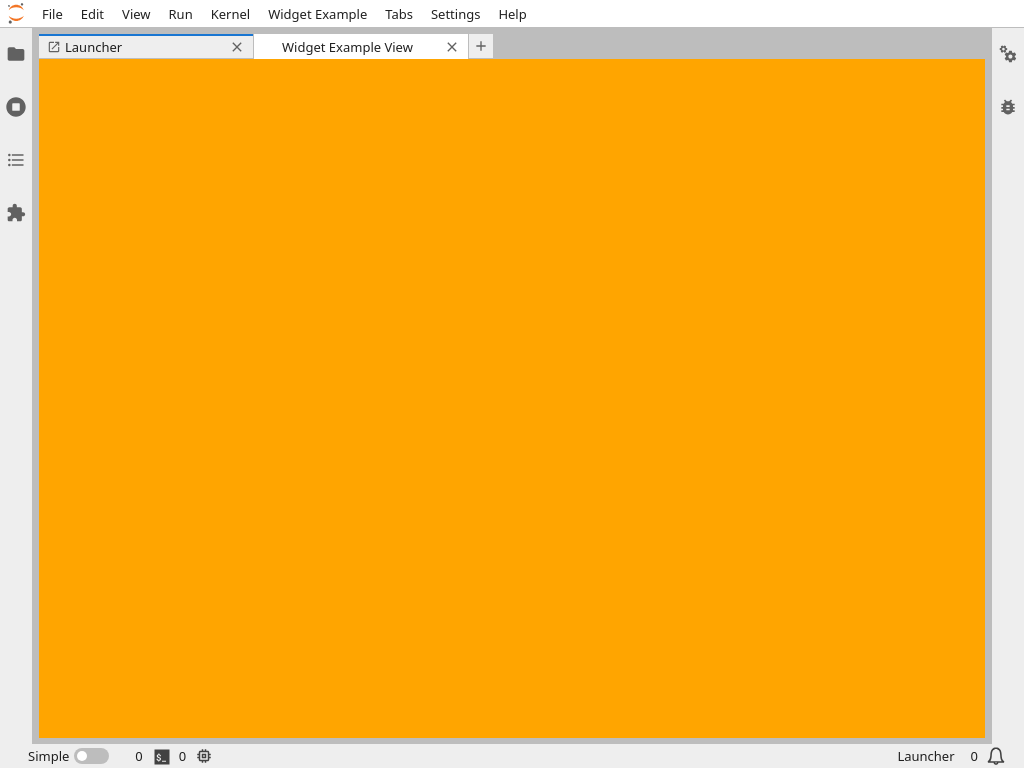 File Edit View Run Kernel Widget Example Tabs Settings Help
Launcher Widget Example View
Simple 0 $_ 0 Launcher 0